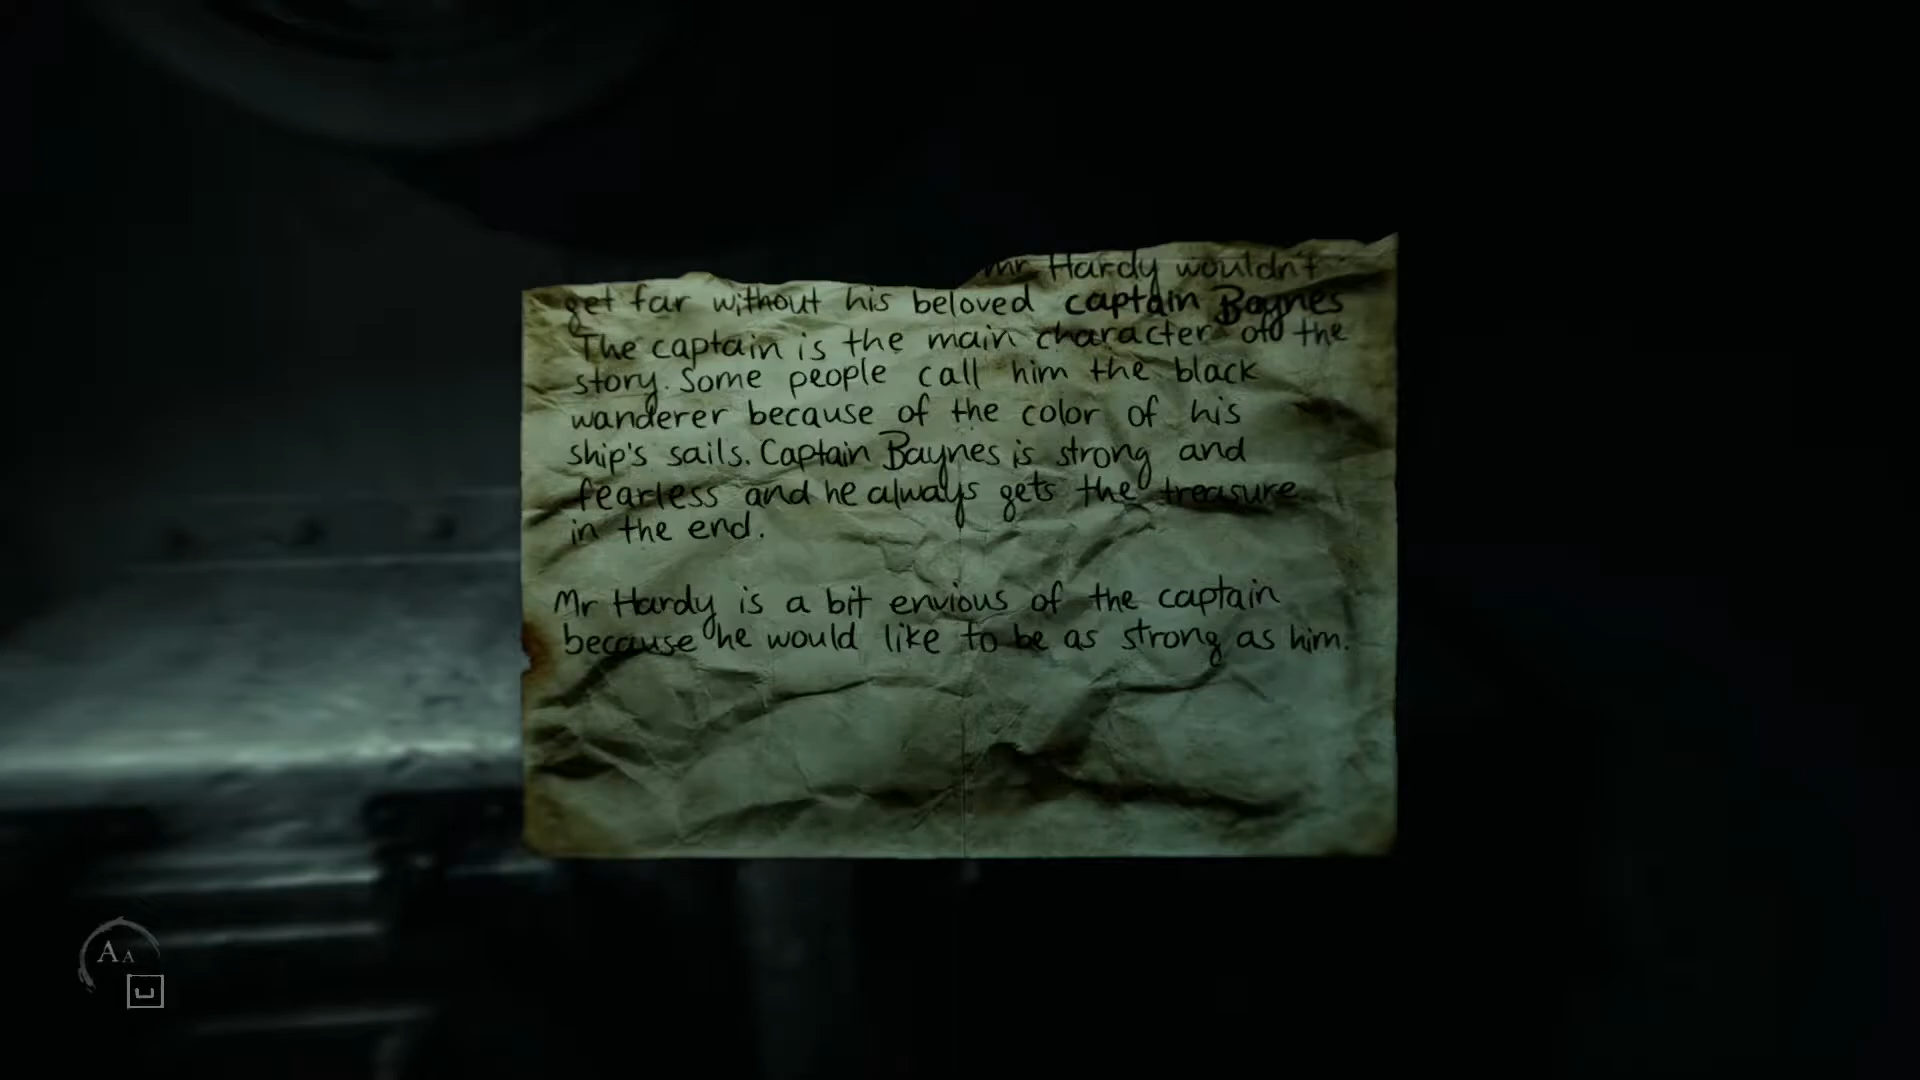 Mr Hardy wouldn't
get far without his beloved captain Baynes
The captain is the main character of the
story. Some people call him the black
wanderer because of the color of his
ship's sails. Captain Baynes is strong and
fearless and he always gets the treasure
in the end.
Mr Hardy is a bit envious of the captain
because he would like to be as strong as him.
AA